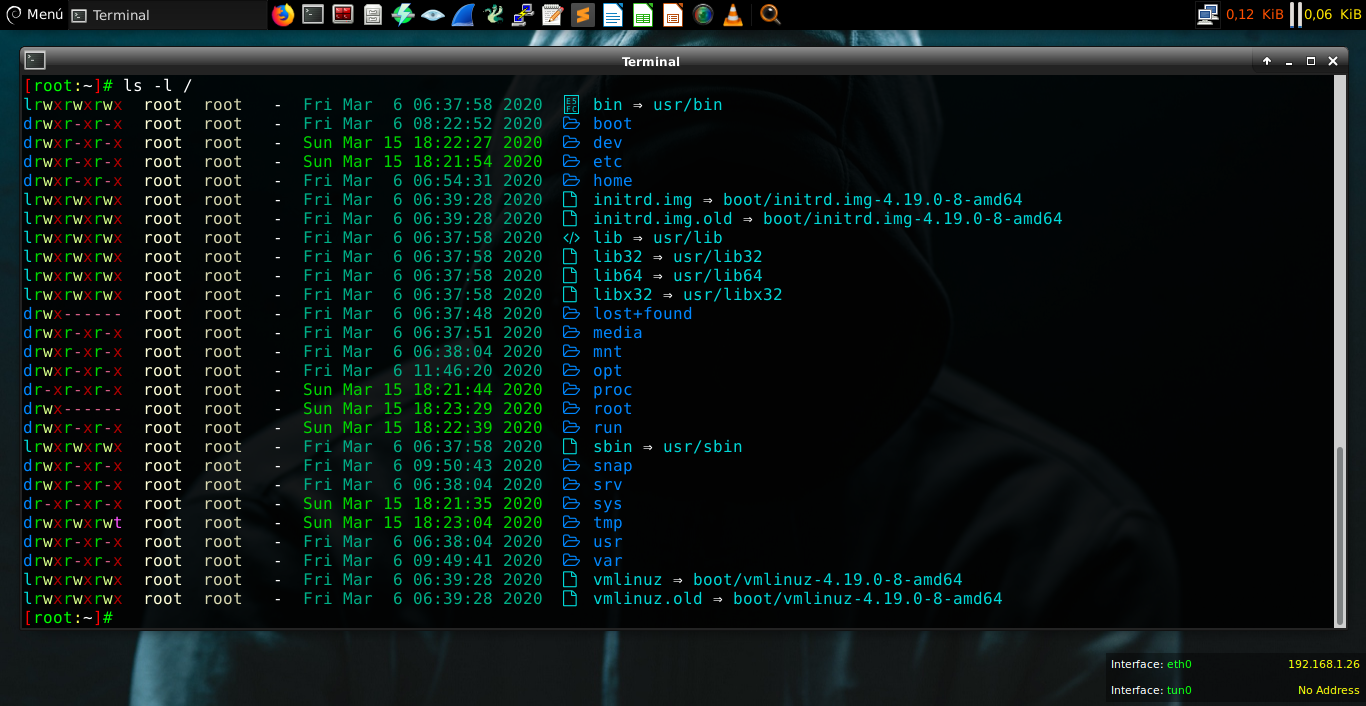 Menú Terminal 0,12 KiB 0,06 KiB
Terminal
[root:~]# ls -l /
lrwxrwxrwx root root - Fri Mar 6 06:37:58 2020 bin ⇒ usr/bin
drwxr-xr-x root root - Fri Mar 6 08:22:52 2020 boot
drwxr-xr-x root root - Sun Mar 15 18:22:27 2020 dev
drwxr-xr-x root root - Sun Mar 15 18:21:54 2020 etc
drwxr-xr-x root root - Fri Mar 6 06:54:31 2020 home
lrwxrwxrwx root root - Fri Mar 6 06:39:28 2020 initrd.img ⇒ boot/initrd.img-4.19.0-8-amd64
lrwxrwxrwx root root - Fri Mar 6 06:39:28 2020 initrd.img.old ⇒ boot/initrd.img-4.19.0-8-amd64
lrwxrwxrwx root root - Fri Mar 6 06:37:58 2020 </> lib ⇒ usr/lib
lrwxrwxrwx root root - Fri Mar 6 06:37:58 2020 lib32 ⇒ usr/lib32
lrwxrwxrwx root root - Fri Mar 6 06:37:58 2020 lib64 ⇒ usr/lib64
lrwxrwxrwx root root - Fri Mar 6 06:37:58 2020 libx32 ⇒ usr/libx32
drwx------ root root - Fri Mar 6 06:37:48 2020 lost+found
drwxr-xr-x root root - Fri Mar 6 06:37:51 2020 media
drwxr-xr-x root root - Fri Mar 6 06:38:04 2020 mnt
drwxr-xr-x root root - Fri Mar 6 11:46:20 2020 opt
dr-xr-xr-x root root - Sun Mar 15 18:21:44 2020 proc
drwx------ root root - Sun Mar 15 18:23:29 2020 root
drwxr-xr-x root root - Sun Mar 15 18:22:39 2020 run
lrwxrwxrwx root root - Fri Mar 6 06:37:58 2020 sbin ⇒ usr/sbin
drwxr-xr-x root root - Fri Mar 6 09:50:43 2020 snap
drwxr-xr-x root root - Fri Mar 6 06:38:04 2020 srv
dr-xr-xr-x root root - Sun Mar 15 18:21:35 2020 sys
drwxrwxrwt root root - Sun Mar 15 18:23:04 2020 tmp
drwxr-xr-x root root - Fri Mar 6 06:38:04 2020 usr
drwxr-xr-x root root - Fri Mar 6 09:49:41 2020 var
lrwxrwxrwx root root - Fri Mar 6 06:39:28 2020 vmlinuz ⇒ boot/vmlinuz-4.19.0-8-amd64
lrwxrwxrwx root root - Fri Mar 6 06:39:28 2020 vmlinuz.old ⇒ boot/vmlinuz-4.19.0-8-amd64
[root:~]#
Interface: eth0 192.168.1.26
Interface: tun0 No Address